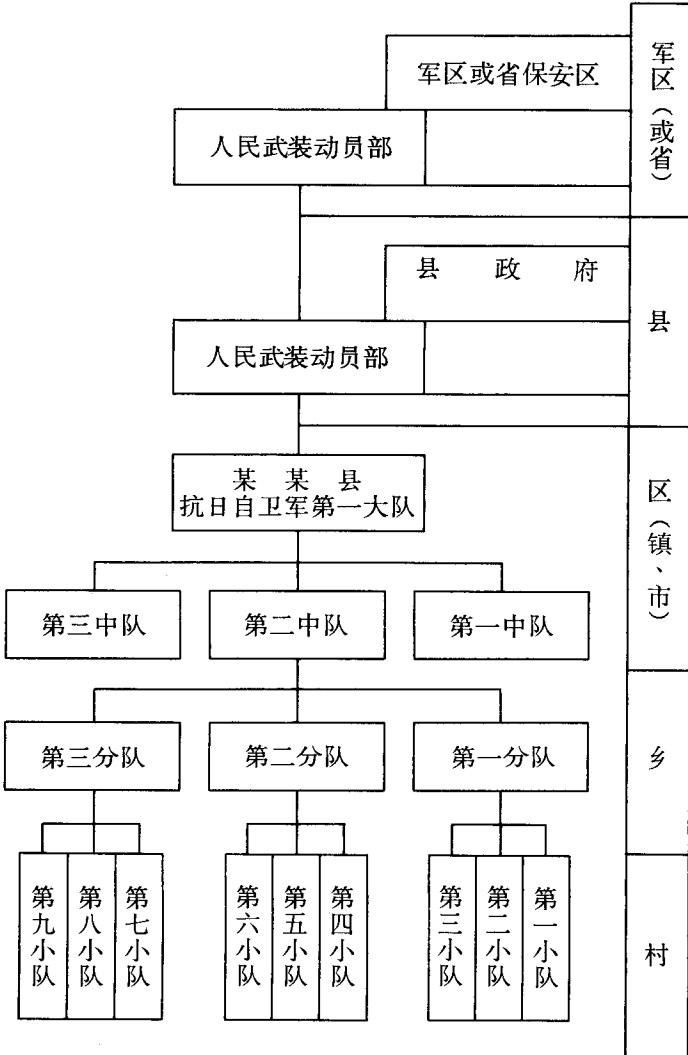 军区（或省）
军区或省保安区
人民武装动员部
县
县政府
人民武装动员部
区（镇、市）
某某县
抗日自卫军第一大队
第三中队
第二中队
第一中队
乡
第三分队
第二分队
第一分队
村
第九小队
第八小队
第七小队
第六小队
第五小队
第四小队
第三小队
第二小队
第一小队